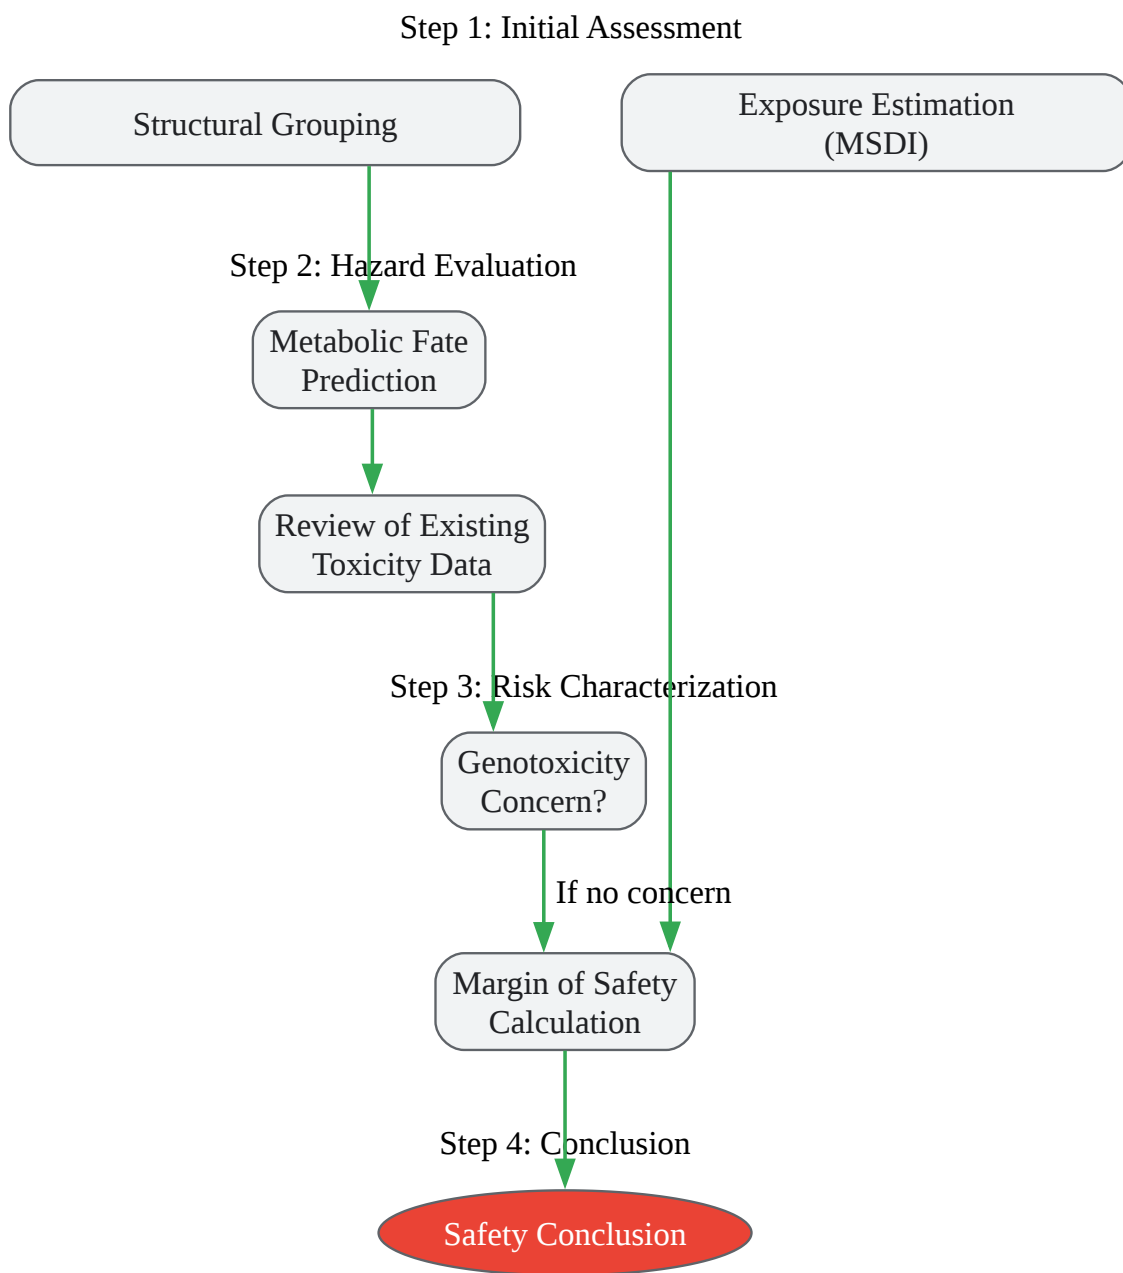 Step 1: Initial Assessment
Structural Grouping
Exposure Estimation
(MSDI)
Step 2: Hazard Evaluation
Metabolic Fate
Prediction
Review of Existing
Toxicity Data
Step 3: Risk Characterization
Genotoxicity
Concern?
If no concern
Margin of Safety
Calculation
Step 4: Conclusion
Safety Conclusion